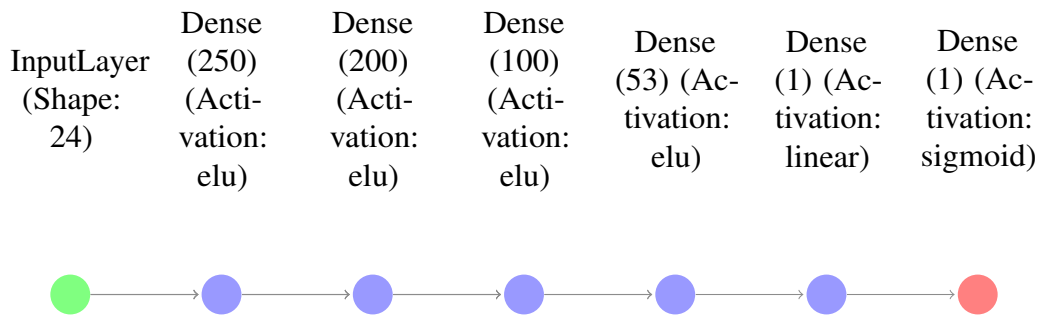 InputLayer
(Shape:
24)
Dense
(250)
(Acti-
vation:
elu)
Dense
(200)
(Acti-
vation:
elu)
Dense
(100)
(Acti-
vation:
elu)
Dense
(53) (Ac-
tivation:
elu)
Dense
(1) (Ac-
tivation:
linear)
Dense
(1) (Ac-
tivation:
sigmoid)